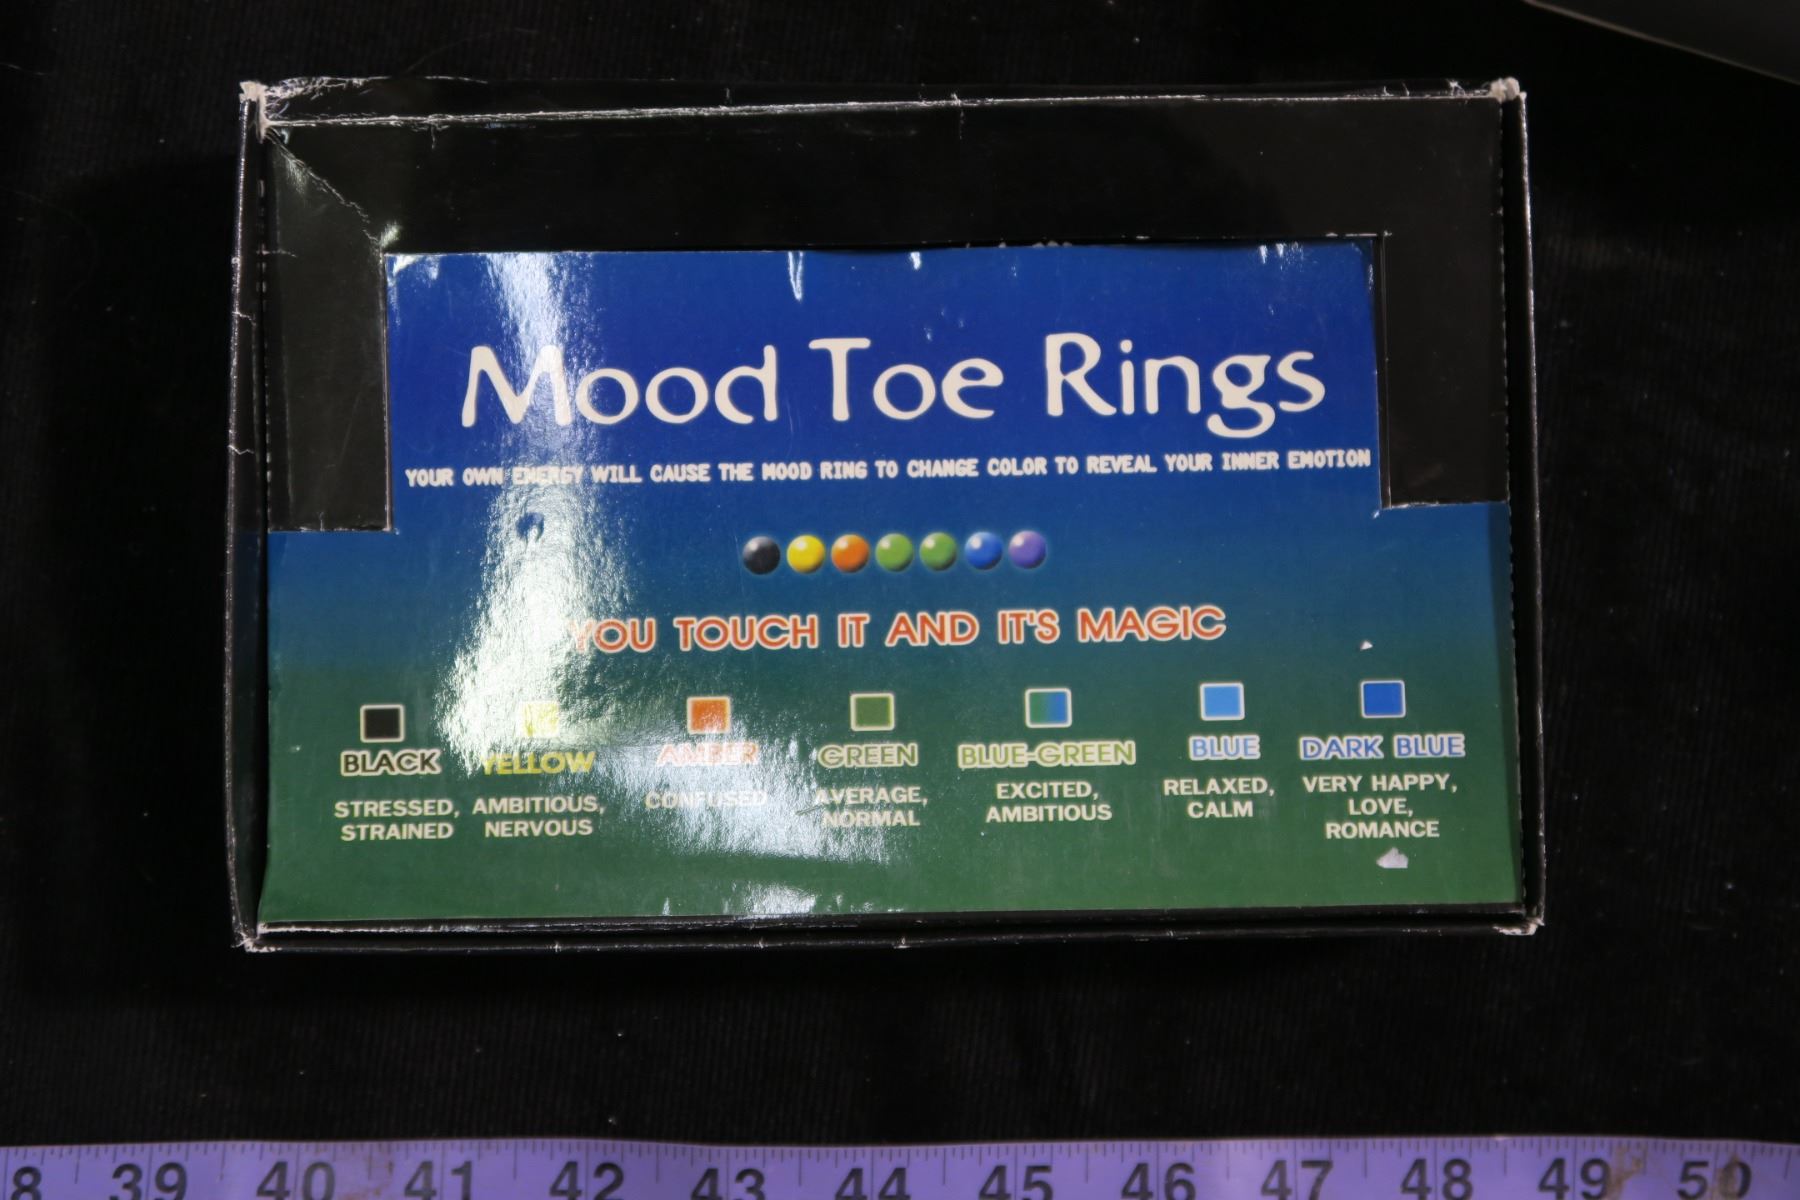 Mood Toe Rings
YOUR OWN ENERGY WILL CAUSE THE MOOD RING TO CHANGE COLOR TO REVEAL YOUR INNER EMOTION
YOU TOUCH IT AND IT'S MAGIC
BLACK YELLOW AMBER GREEN BLUE-GREEN BLUE DARK BLUE
STRESSED, AMBITIOUS, CONFUSED AVERAGE, EXCITED, RELAXED, VERY HAPPY,
STRAINED NERVOUS NORMAL AMBITIOUS CALM LOVE,
ROMANCE
8 39 40 41 42 43 44 45 46 47 48 49 50